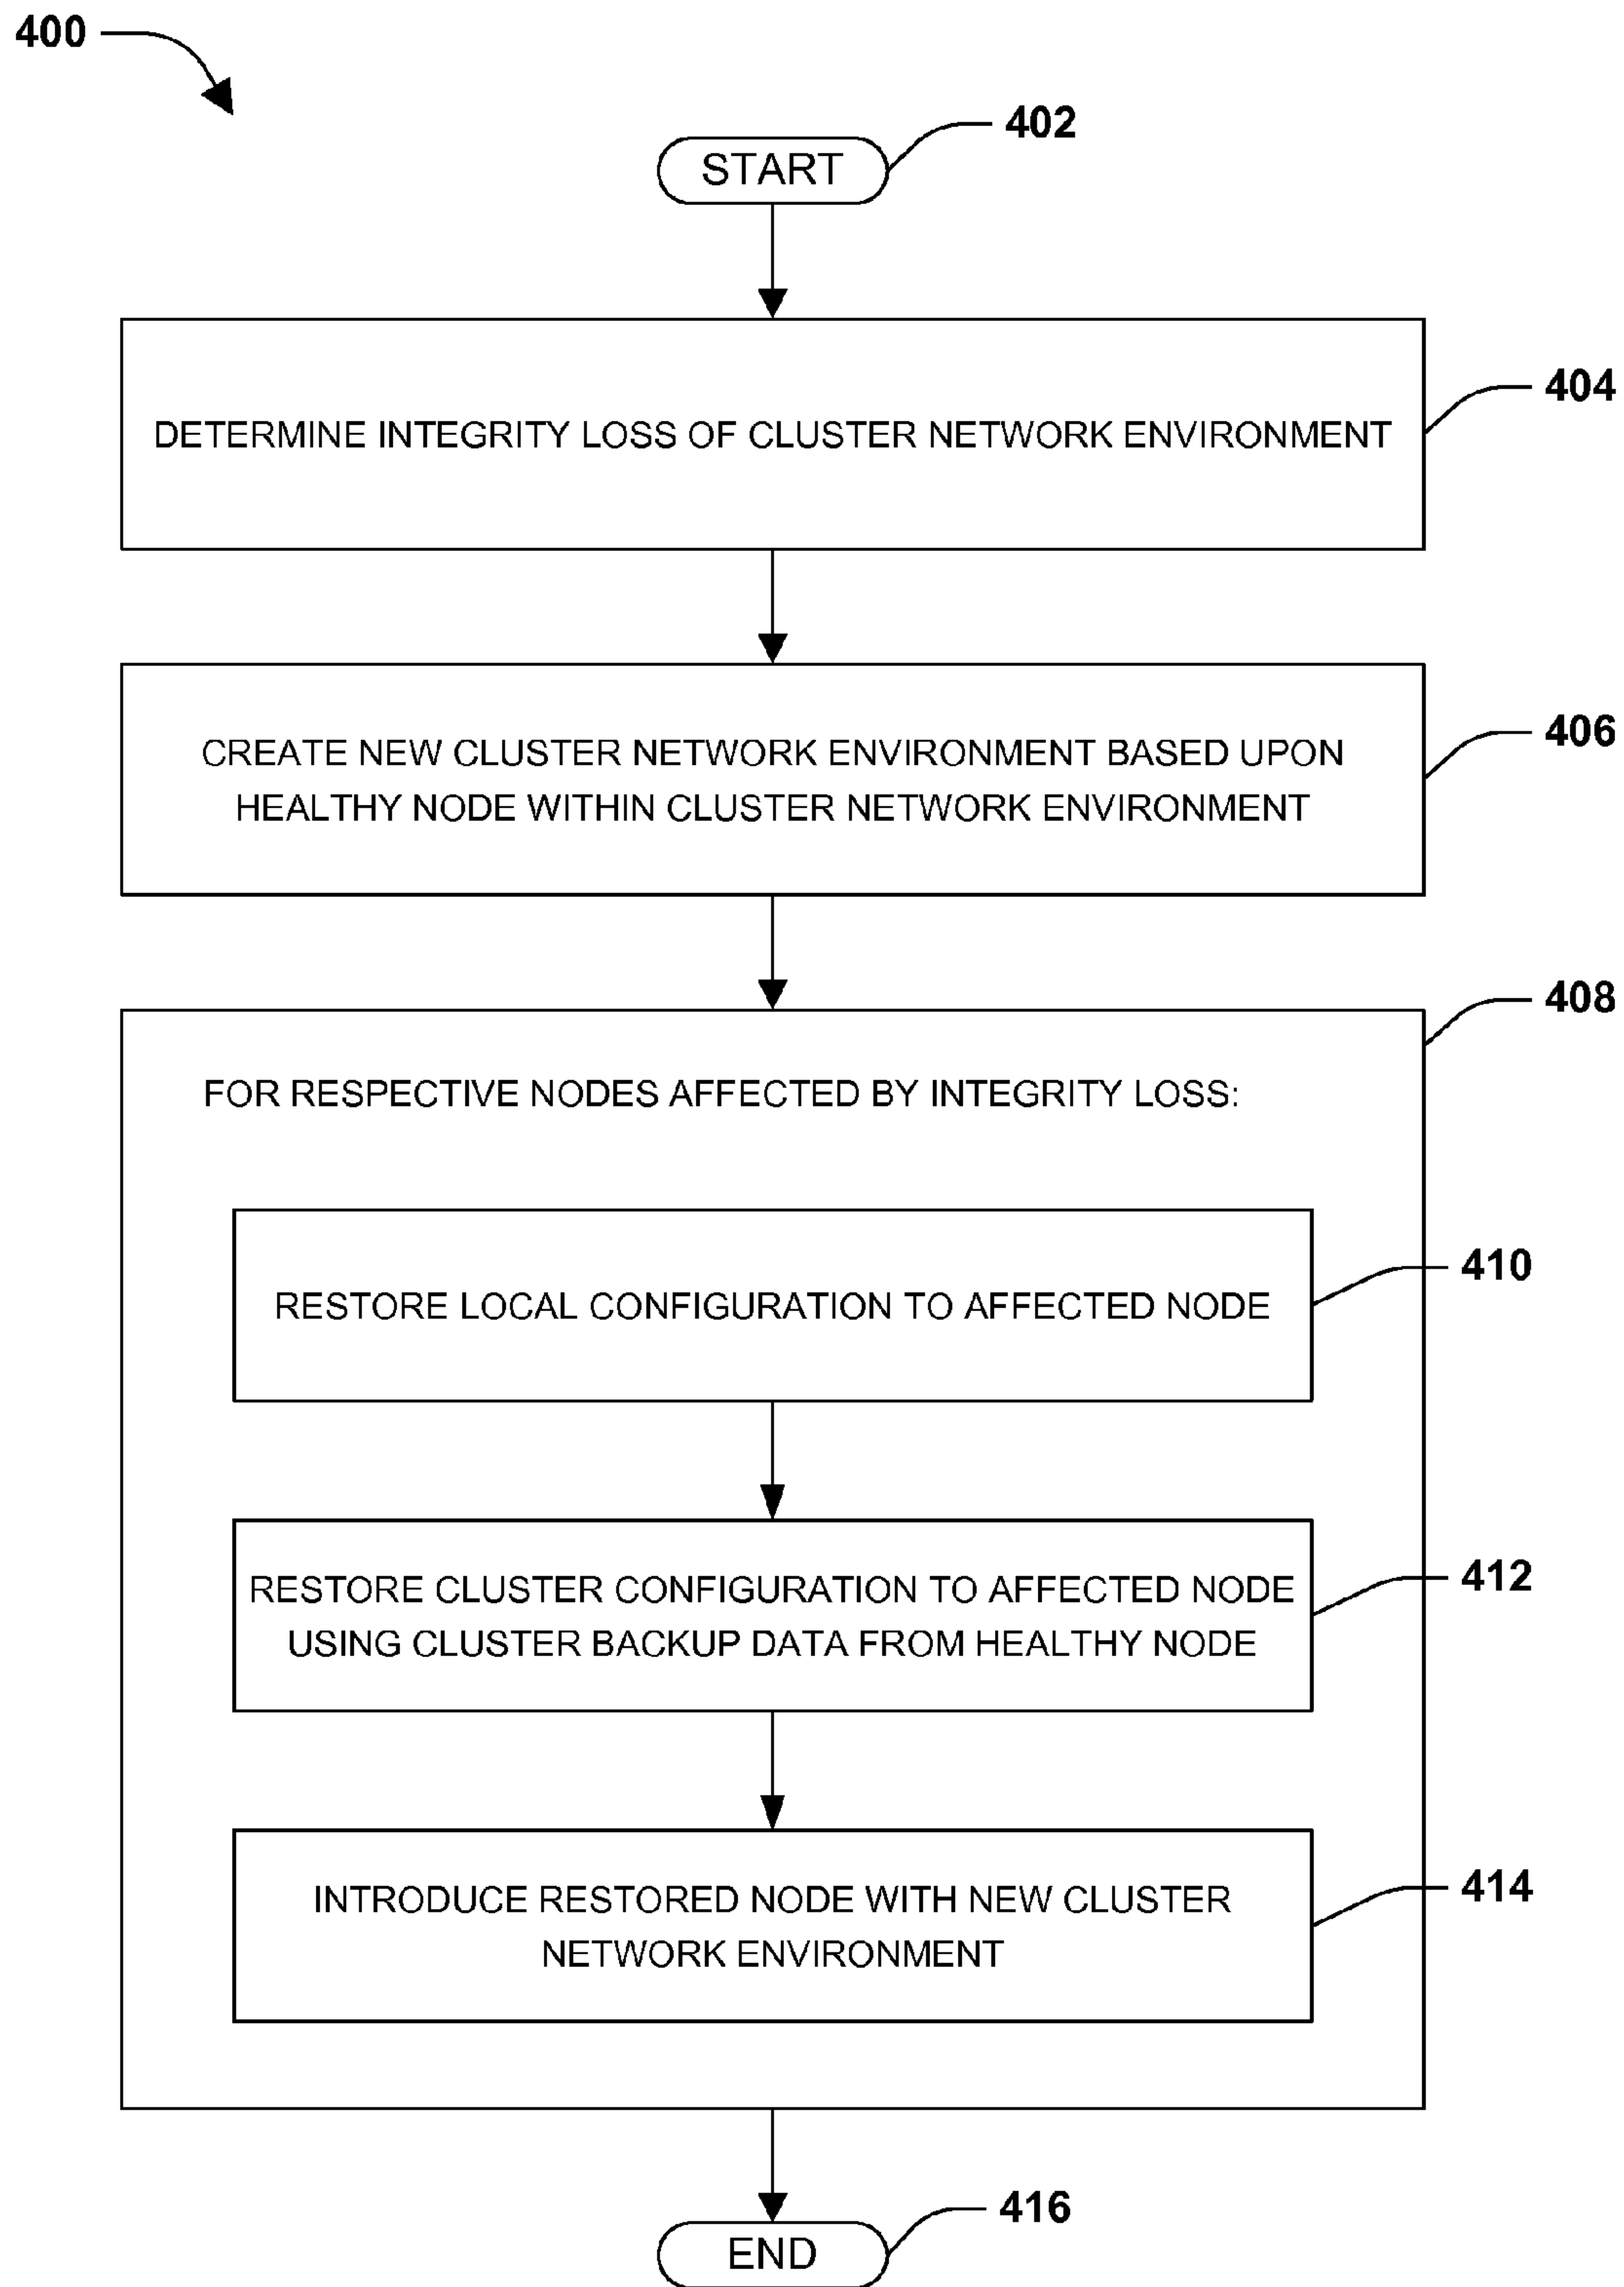 400
402
START
404
DETERMINE INTEGRITY LOSS OF CLUSTER NETWORK ENVIRONMENT
406
CREATE NEW CLUSTER NETWORK ENVIRONMENT BASED UPON
HEALTHY NODE WITHIN CLUSTER NETWORK ENVIRONMENT
408
FOR RESPECTIVE NODES AFFECTED BY INTEGRITY LOSS:
410
RESTORE LOCAL CONFIGURATION TO AFFECTED NODE
412
RESTORE CLUSTER CONFIGURATION TO AFFECTED NODE
USING CLUSTER BACKUP DATA FROM HEALTHY NODE
414
INTRODUCE RESTORED NODE WITH NEW CLUSTER
NETWORK ENVIRONMENT
416
END